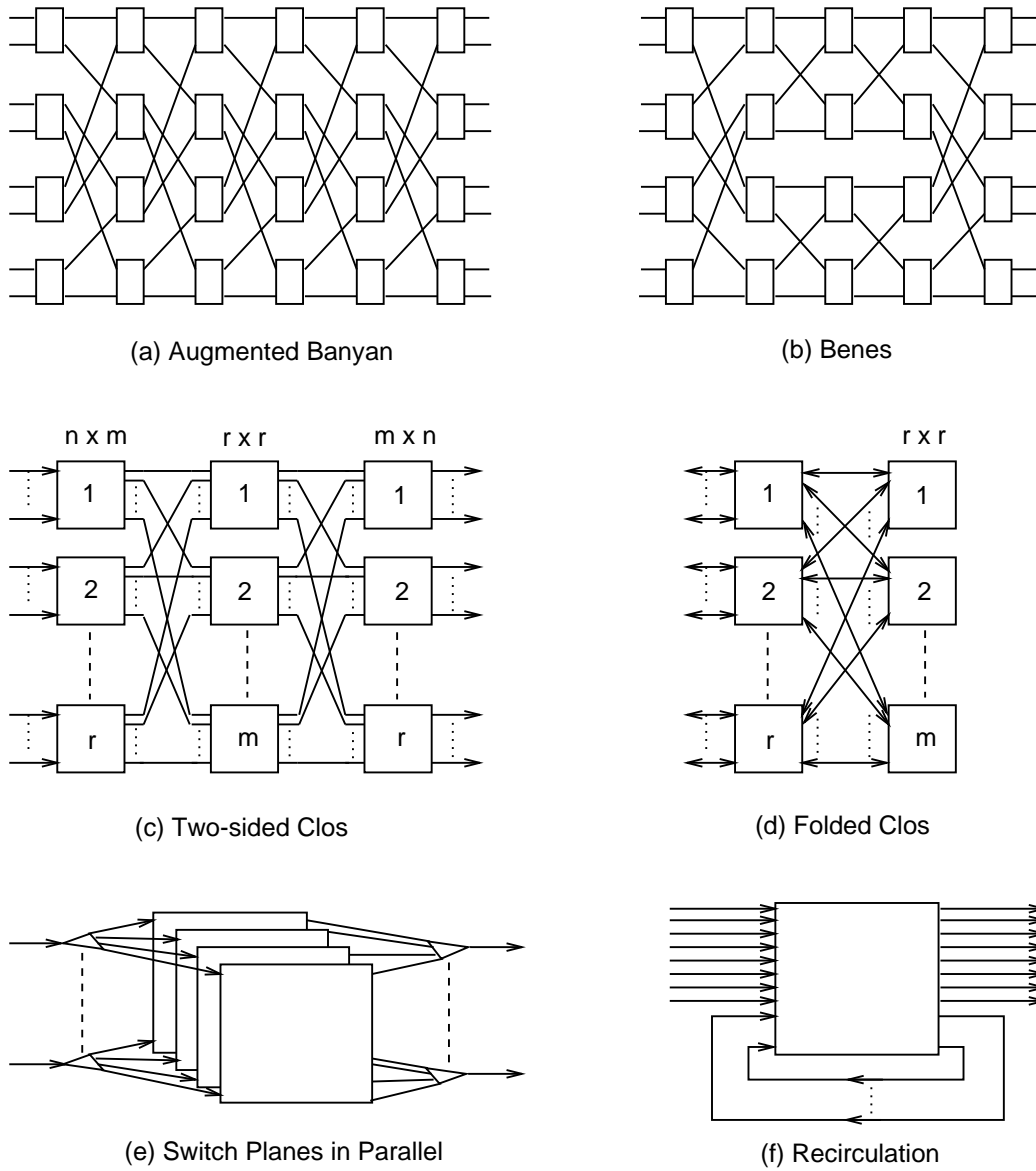 (a) Augmented Banyan
(b) Benes
n x m
r x r
m x n
r x r
1
1
1
1
1
2
2
2
2
2
r
m
r
r
m
(c) Two-sided Clos
(d) Folded Clos
(e) Switch Planes in Parallel
(f) Recirculation